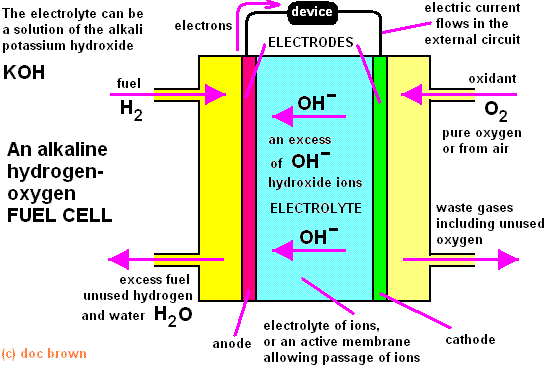 The electrolyte can be
a solution of the alkali
potassium hydroxide
KOH
electrons
device
electric current
flows in the
external circuit
ELECTRODES
fuel
H2
oxidant
O2
pure oxygen
or from air
OH−
an excess
of OH−
hydroxide ions
ELECTROLYTE
OH−
An alkaline
hydrogen-
oxygen
FUEL CELL
waste gases
including unused
oxygen
excess fuel
unused hydrogen
and water H2O
anode
electrolyte of ions,
or an active membrane
allowing passage of ions
cathode
(c) doc brown